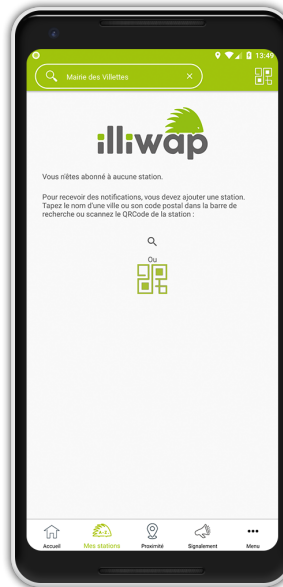 13:49
Mairie des Villettes
illiwap
Vous n'êtes abonné à aucune station.
Pour recevoir des notifications, vous devez ajouter une station.
Tapez le nom d'une ville ou son code postal dans la barre de
recherche ou scannez le QRCode de la station :
Ou
A-Z
Accueil Mes stations Proximité Signalement Menu